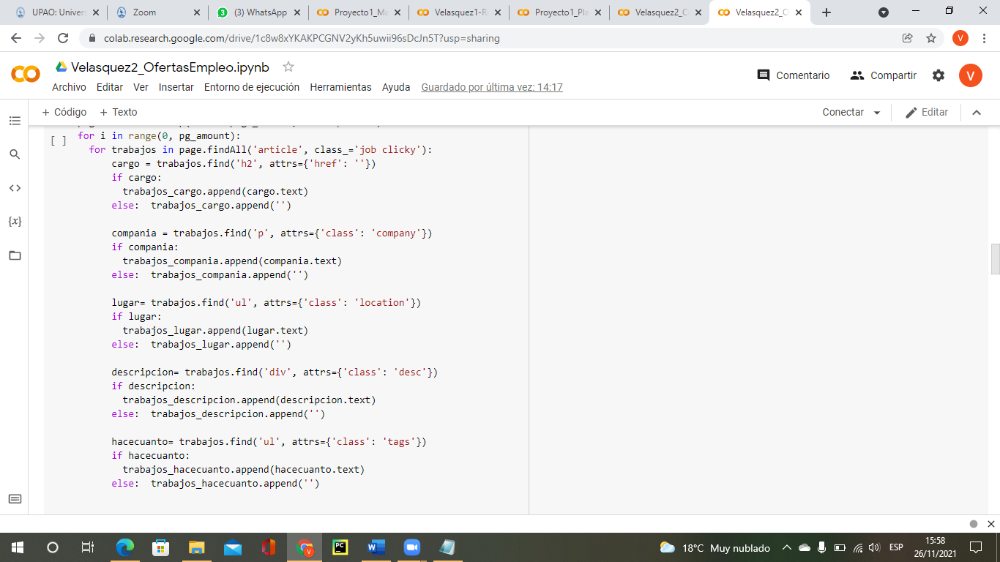 UPAO: Univer
Zoom
(3) WhatsApp
Proyecto1_Ma
Velasquez1-R
Proyecto1_Pla
Velasquez2_C
Velasquez2_O
colab.research.google.com/drive/1c8w8xYKAKPCGNV2yKh5uwii96sDcJn5T?usp=sharing
V
Velasquez2_OfertasEmpleo.ipynb
Archivo Editar Ver Insertar Entorno de ejecución Herramientas Ayuda Guardado por última vez: 14:17
Comentario Compartir V
+ Código + Texto
Conectar Editar
[ ]
for i in range(0, pg_amount):
for trabajos in page.findAll('article', class_='job clicky'):
cargo = trabajos.find('h2', attrs={'href': ''})
if cargo:
trabajos_cargo.append(cargo.text)
else:  trabajos_cargo.append('')
compania = trabajos.find('p', attrs={'class': 'company'})
if compania:
trabajos_compania.append(compania.text)
else:  trabajos_compania.append('')
lugar= trabajos.find('ul', attrs={'class': 'location'})
if lugar:
trabajos_lugar.append(lugar.text)
else:  trabajos_lugar.append('')
descripcion= trabajos.find('div', attrs={'class': 'desc'})
if descripcion:
trabajos_descripcion.append(descripcion.text)
else:  trabajos_descripcion.append('')
hacecuanto= trabajos.find('ul', attrs={'class': 'tags'})
if hacecuanto:
trabajos_hacecuanto.append(hacecuanto.text)
else:  trabajos_hacecuanto.append('')
18°C Muy nublado
ESP
15:58
26/11/2021